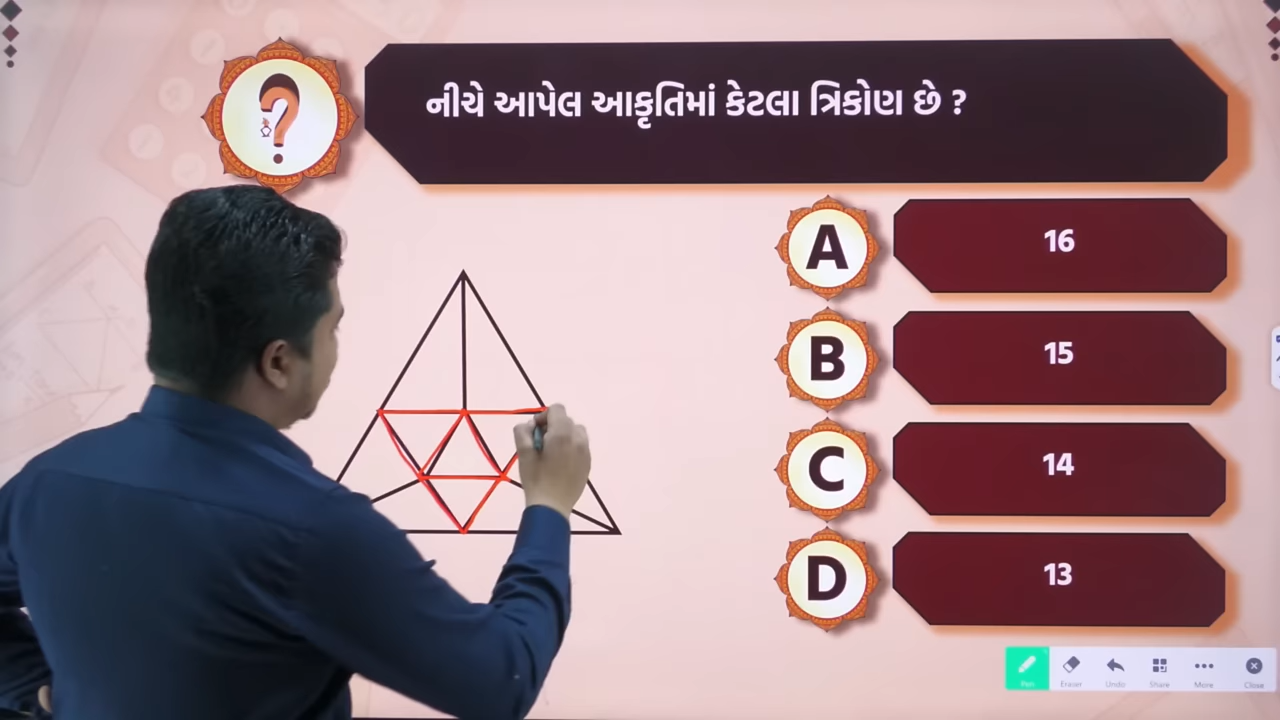 ?
નીચે આપેલ આકૃતિમાં કેટલા ત્રિકોણ છે ?
A 16
B 15
C 14
D 13
Pen Eraser Undo Share More Close